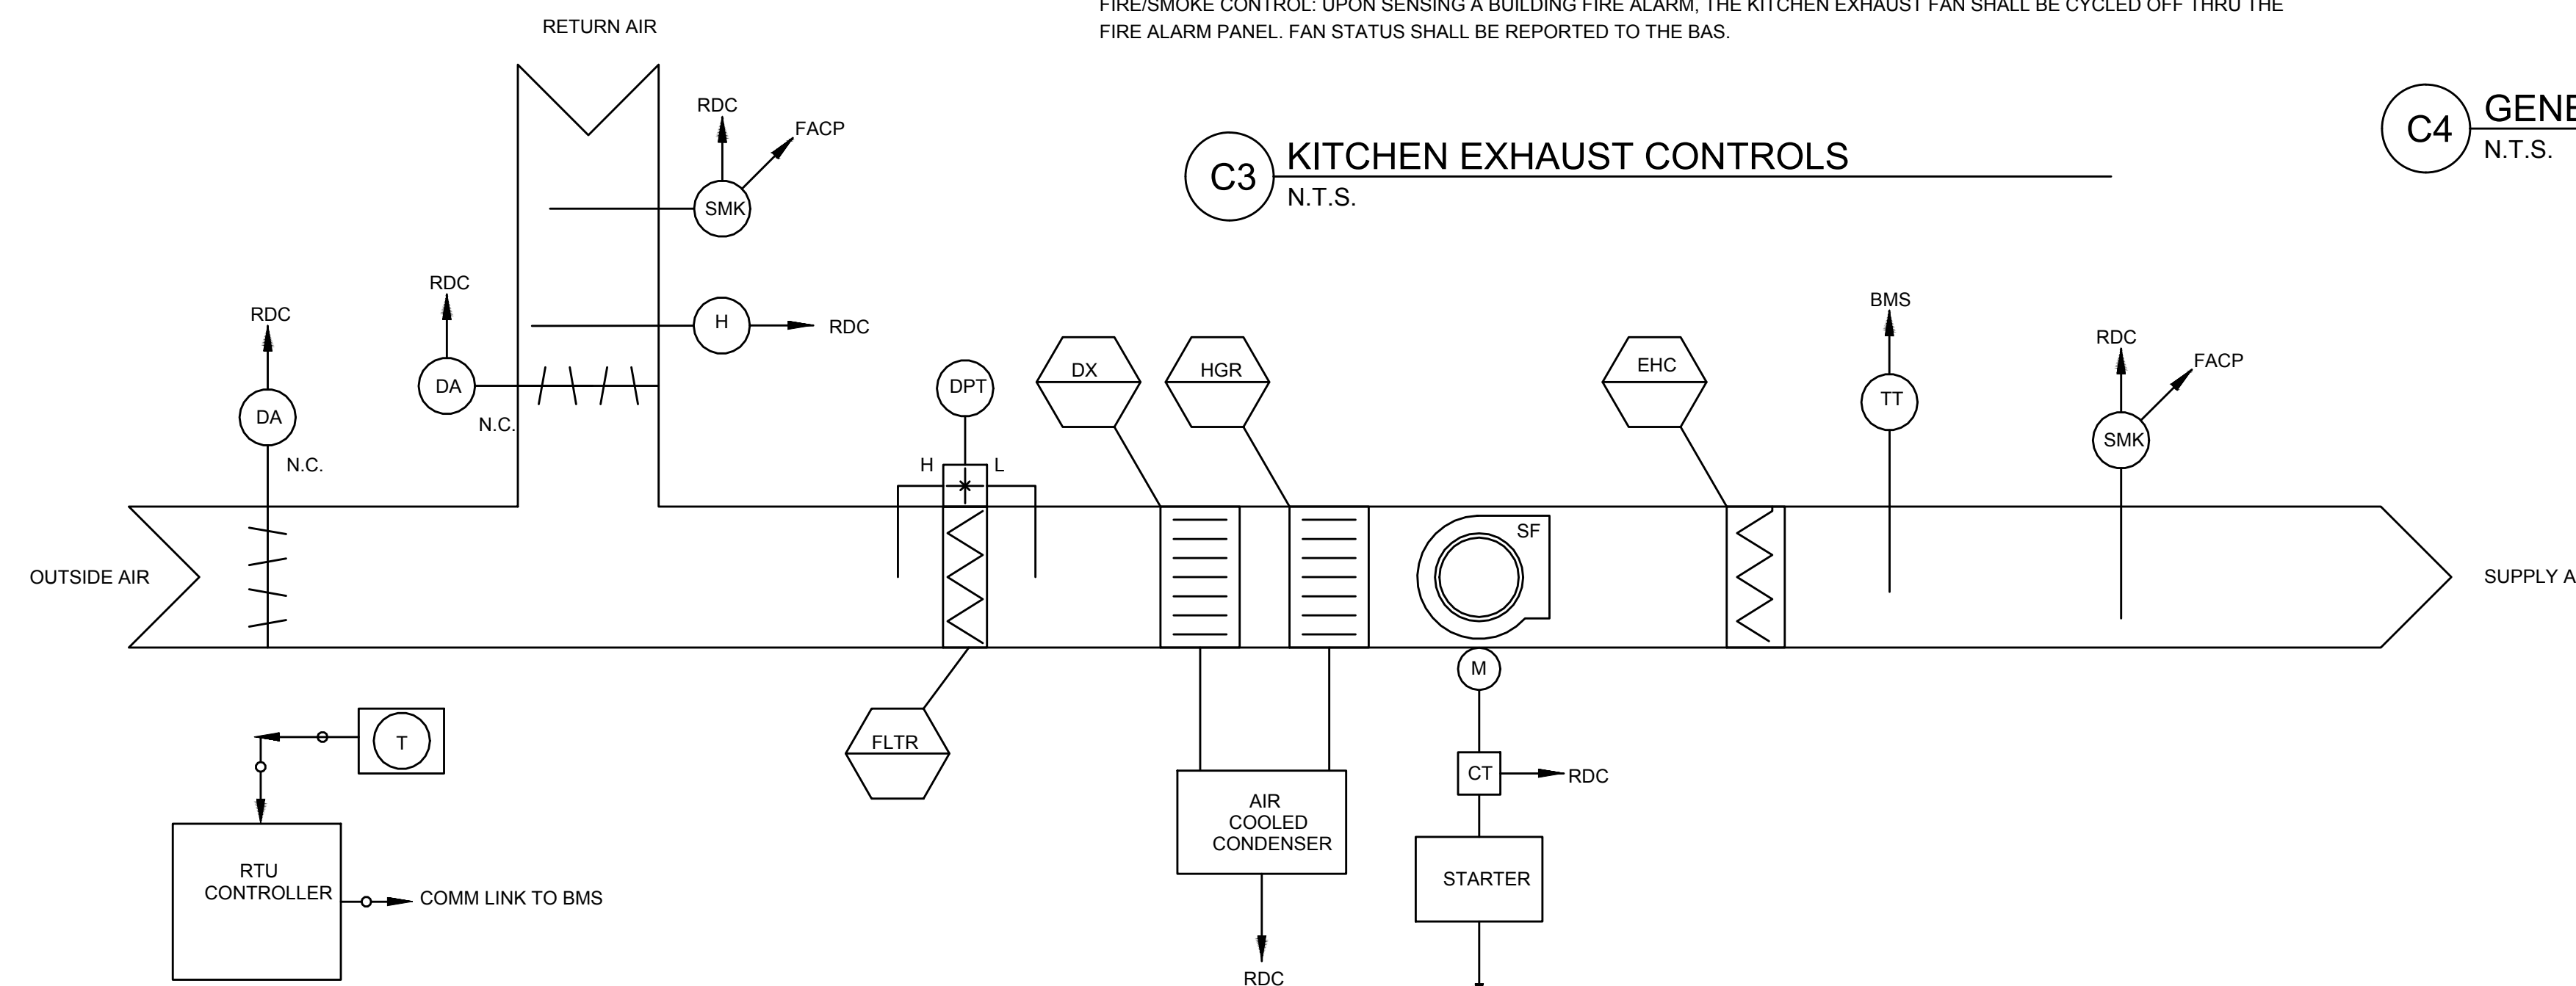 FIRE/SMOKE CONTROL: UPON SENSING A BUILDING FIRE ALARM, THE KITCHEN EXHAUST FAN SHALL BE CYCLED OFF THRU THE
FIRE ALARM PANEL. FAN STATUS SHALL BE REPORTED TO THE BAS.
RETURN AIR
RDC
FACP
SMK
C3
KITCHEN EXHAUST CONTROLS
N.T.S.
C4
GENE
N.T.S.
RDC
DA
N.C.
RDC
DA
N.C.
H
RDC
DPT
H
L
DX
HGR
EHC
BMS
TT
RDC
FACP
SMK
OUTSIDE AIR
SF
SUPPLY A
M
T
FLTR
CT
RDC
AIR
COOLED
CONDENSER
RTU
CONTROLLER
COMM LINK TO BMS
STARTER
RDC